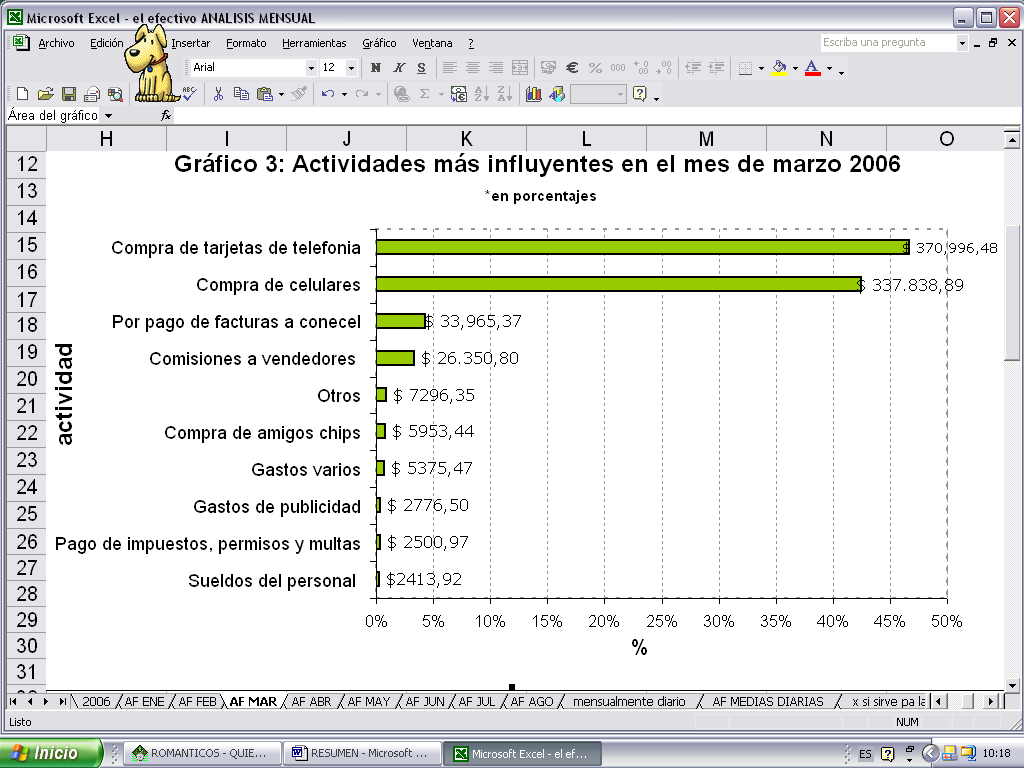 Microsoft Excel - el efectivo ANALISIS MENSUAL
Archivo Edición Insertar Formato Herramientas Gráfico Ventana ? Escriba una pregunta
Arial 12 N K S € % 000
ABC Σ
Área del gráfico fx
H I J K L M N O
12 Gráfico 3: Actividades más influyentes en el mes de marzo 2006
13 *en porcentajes
14
15 Compra de tarjetas de telefonia $ 370,996,48
16 Compra de celulares $ 337.838,89
17
18 Por pago de facturas a conecel $ 33,965,37
19 Comisiones a vendedores $ 26.350,80
20 Otros $ 7296,35
21
actividad
22 Compra de amigos chips $ 5953,44
23 Gastos varios $ 5375,47
24
25 Gastos de publicidad $ 2776,50
26 Pago de impuestos, permisos y multas $ 2500,97
27
28 Sueldos del personal $2413,92
29 0% 5% 10% 15% 20% 25% 30% 35% 40% 45% 50%
30 %
31
2006 AF ENE AF FEB AF MAR AF ABR AF MAY AF JUN AF JUL AF AGO mensualmente diario AF MEDIAS DIARIAS x si sirve pa la
Listo NUM
Inicio ROMANTICOS - QUIE... RESUMEN - Microsoft ... Microsoft Excel - el ef... ES 10:18